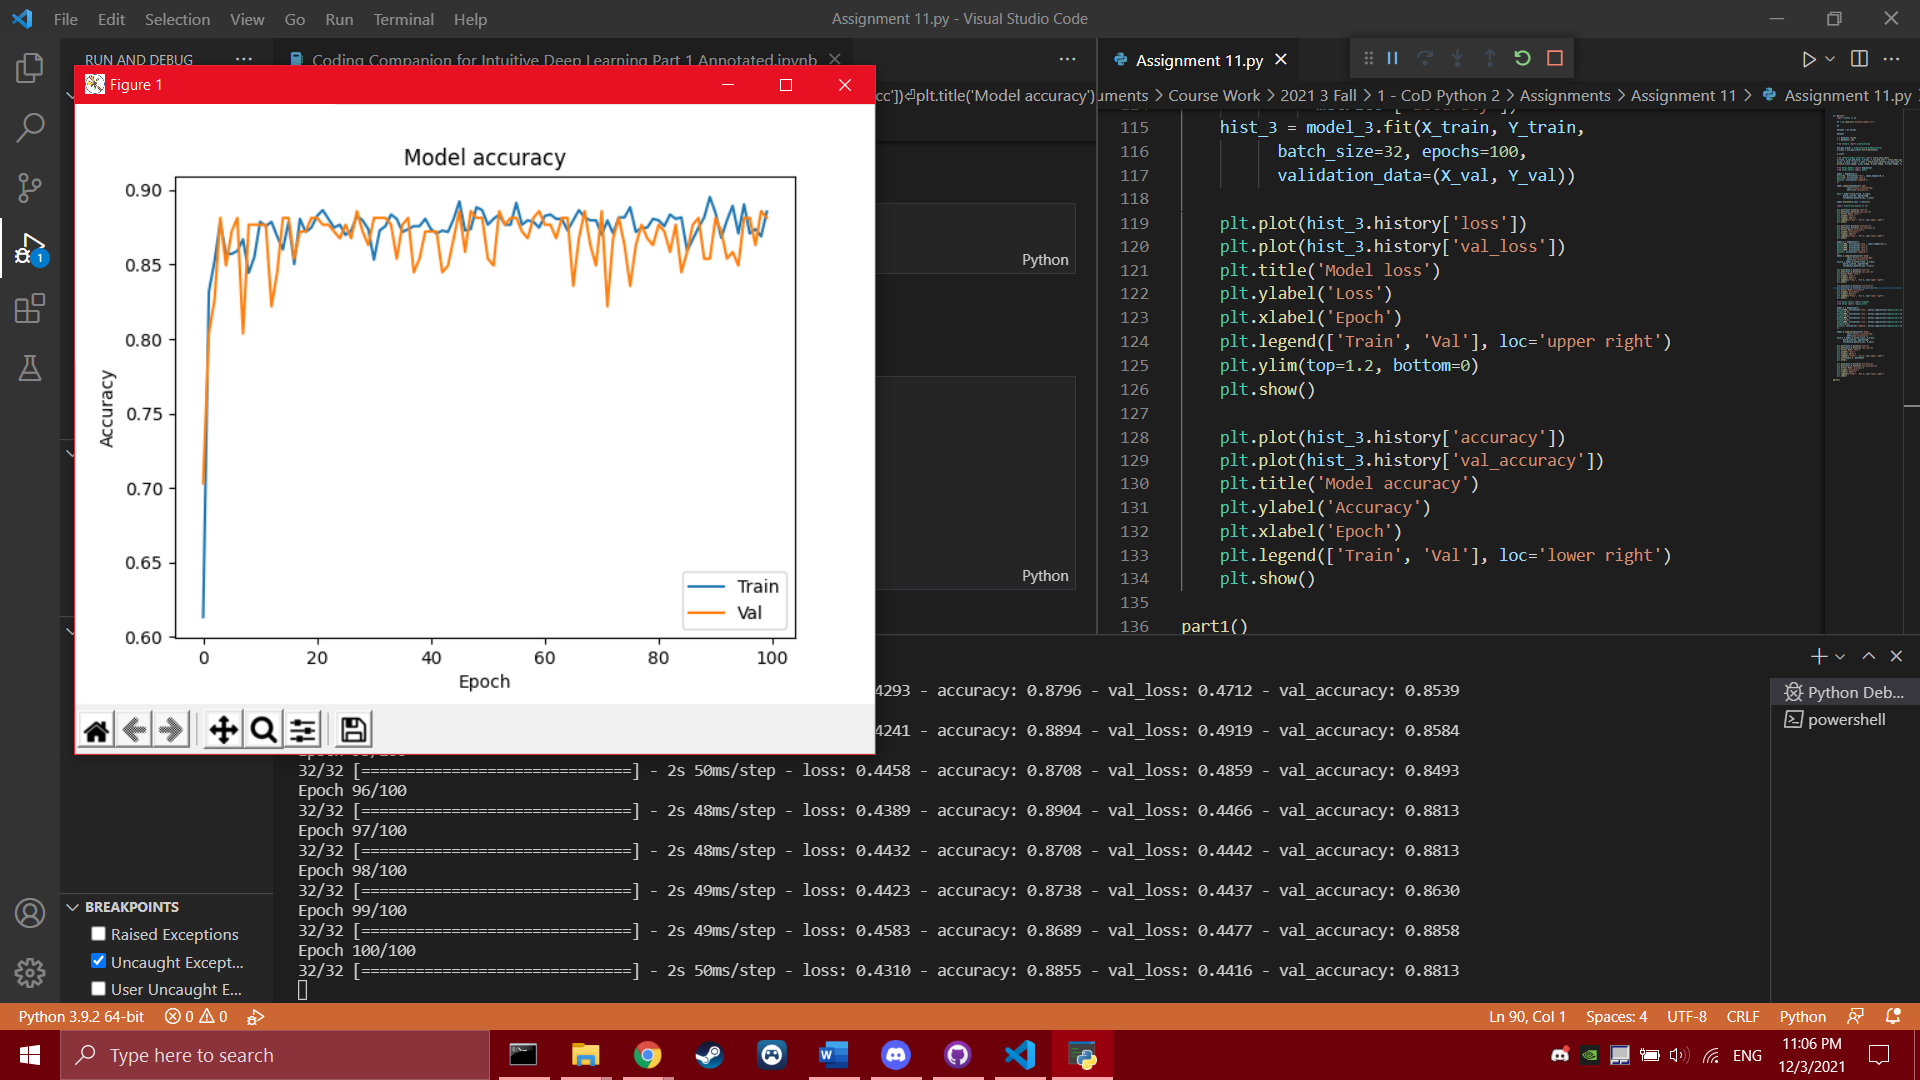 File Edit Selection View Go Run Terminal Help
Assignment 11.py - Visual Studio Code
RUN AND DEBUG
Coding Companion for Intuitive Deep Learning Part 1 Annotated.ipynb
Assignment 11.py
Figure 1
cc'])⏎plt.title('Model accuracy')
uments > Course Work > 2021 3 Fall > 1 - CoD Python 2 > Assignments > Assignment 11 > Assignment 11.py
Model accuracy
0.90
0.85
0.80
0.75
0.70
0.65
0.60
Accuracy
0 20 40 60 80 100
Epoch
Train
Val
Python
Python
115 hist_3 = model_3.fit(X_train, Y_train,
116 batch_size=32, epochs=100,
117 validation_data=(X_val, Y_val))
118
119 plt.plot(hist_3.history['loss'])
120 plt.plot(hist_3.history['val_loss'])
121 plt.title('Model loss')
122 plt.ylabel('Loss')
123 plt.xlabel('Epoch')
124 plt.legend(['Train', 'Val'], loc='upper right')
125 plt.ylim(top=1.2, bottom=0)
126 plt.show()
127
128 plt.plot(hist_3.history['accuracy'])
129 plt.plot(hist_3.history['val_accuracy'])
130 plt.title('Model accuracy')
131 plt.ylabel('Accuracy')
132 plt.xlabel('Epoch')
133 plt.legend(['Train', 'Val'], loc='lower right')
134 plt.show()
135
136 part1()
Python Deb...
powershell
4293 - accuracy: 0.8796 - val_loss: 0.4712 - val_accuracy: 0.8539
4241 - accuracy: 0.8894 - val_loss: 0.4919 - val_accuracy: 0.8584
32/32 [==============================] - 2s 50ms/step - loss: 0.4458 - accuracy: 0.8708 - val_loss: 0.4859 - val_accuracy: 0.8493
Epoch 96/100
32/32 [==============================] - 2s 48ms/step - loss: 0.4389 - accuracy: 0.8904 - val_loss: 0.4466 - val_accuracy: 0.8813
Epoch 97/100
32/32 [==============================] - 2s 48ms/step - loss: 0.4432 - accuracy: 0.8708 - val_loss: 0.4442 - val_accuracy: 0.8813
Epoch 98/100
32/32 [==============================] - 2s 49ms/step - loss: 0.4423 - accuracy: 0.8738 - val_loss: 0.4437 - val_accuracy: 0.8630
Epoch 99/100
32/32 [==============================] - 2s 49ms/step - loss: 0.4583 - accuracy: 0.8689 - val_loss: 0.4477 - val_accuracy: 0.8858
Epoch 100/100
32/32 [==============================] - 2s 50ms/step - loss: 0.4310 - accuracy: 0.8855 - val_loss: 0.4416 - val_accuracy: 0.8813
BREAKPOINTS
Raised Exceptions
Uncaught Except...
User Uncaught E...
1
Python 3.9.2 64-bit 0 0
Ln 90, Col 1 Spaces: 4 UTF-8 CRLF Python
Type here to search
ENG
11:06 PM
12/3/2021